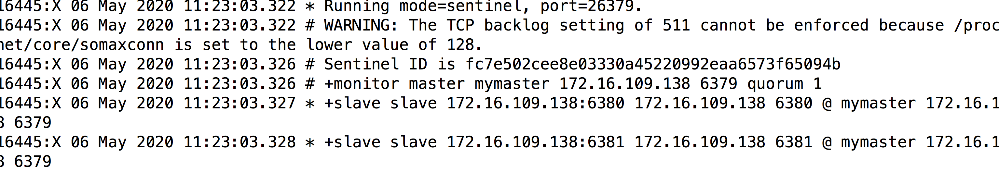 16445:X 06 May 2020 11:23:03.322 * Running mode=sentinel, port=26379.
16445:X 06 May 2020 11:23:03.322 # WARNING: The TCP backlog setting of 511 cannot be enforced because /proc
net/core/somaxconn is set to the lower value of 128.
16445:X 06 May 2020 11:23:03.326 # Sentinel ID is fc7e502cee8e03330a45220992eaa6573f65094b
16445:X 06 May 2020 11:23:03.326 # +monitor master mymaster 172.16.109.138 6379 quorum 1
16445:X 06 May 2020 11:23:03.327 * +slave slave 172.16.109.138:6380 172.16.109.138 6380 @ mymaster 172.16.1
8 6379
16445:X 06 May 2020 11:23:03.328 * +slave slave 172.16.109.138:6381 172.16.109.138 6381 @ mymaster 172.16.1
8 6379